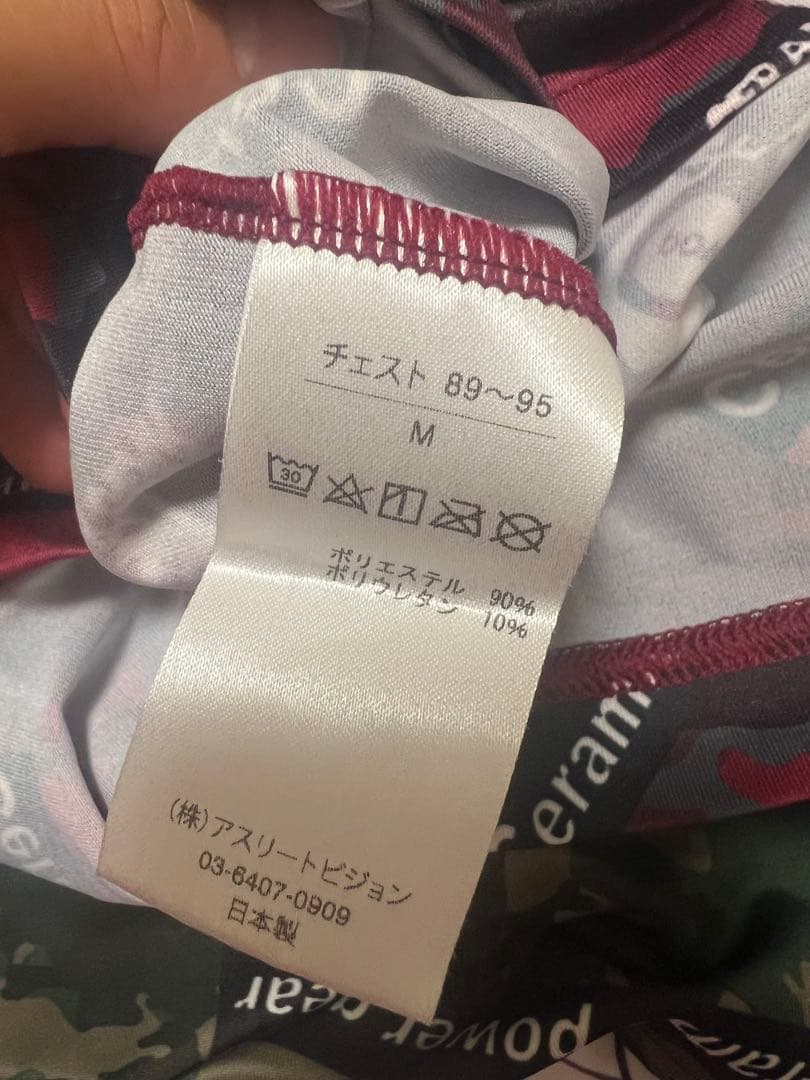 チェスト 89～95
M
30
ポリエステル 90%
ポリウレタン 10%
(株)アスリートビジョン
03-6407-0909
日本製
eram
power gear